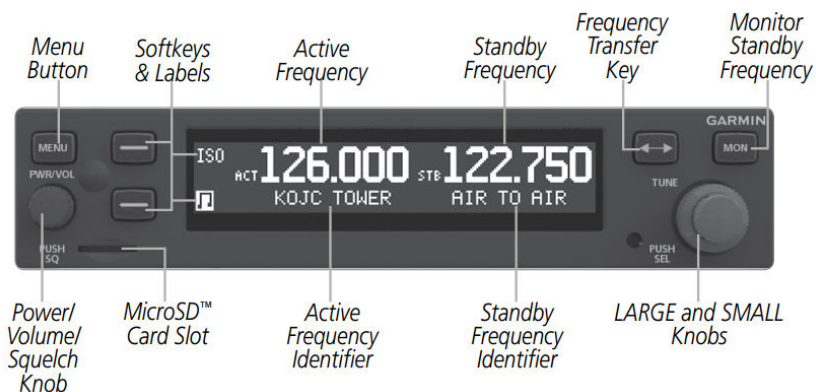 Menu
Button
Softkeys
& Labels
Active
Frequency
Standby
Frequency
Frequency
Transfer
Key
Monitor
Standby
Frequency
GARMIN
MENU
PWR/VOL
PUSH
SQ
ISO
ACT 126.000 STB 122.750
KOJC TOWER AIR TO AIR
MON
TUNE
PUSH
SEL
Power/
Volume/
Squelch
Knob
MicroSD™
Card Slot
Active
Frequency
Identifier
Standby
Frequency
Identifier
LARGE and SMALL
Knobs